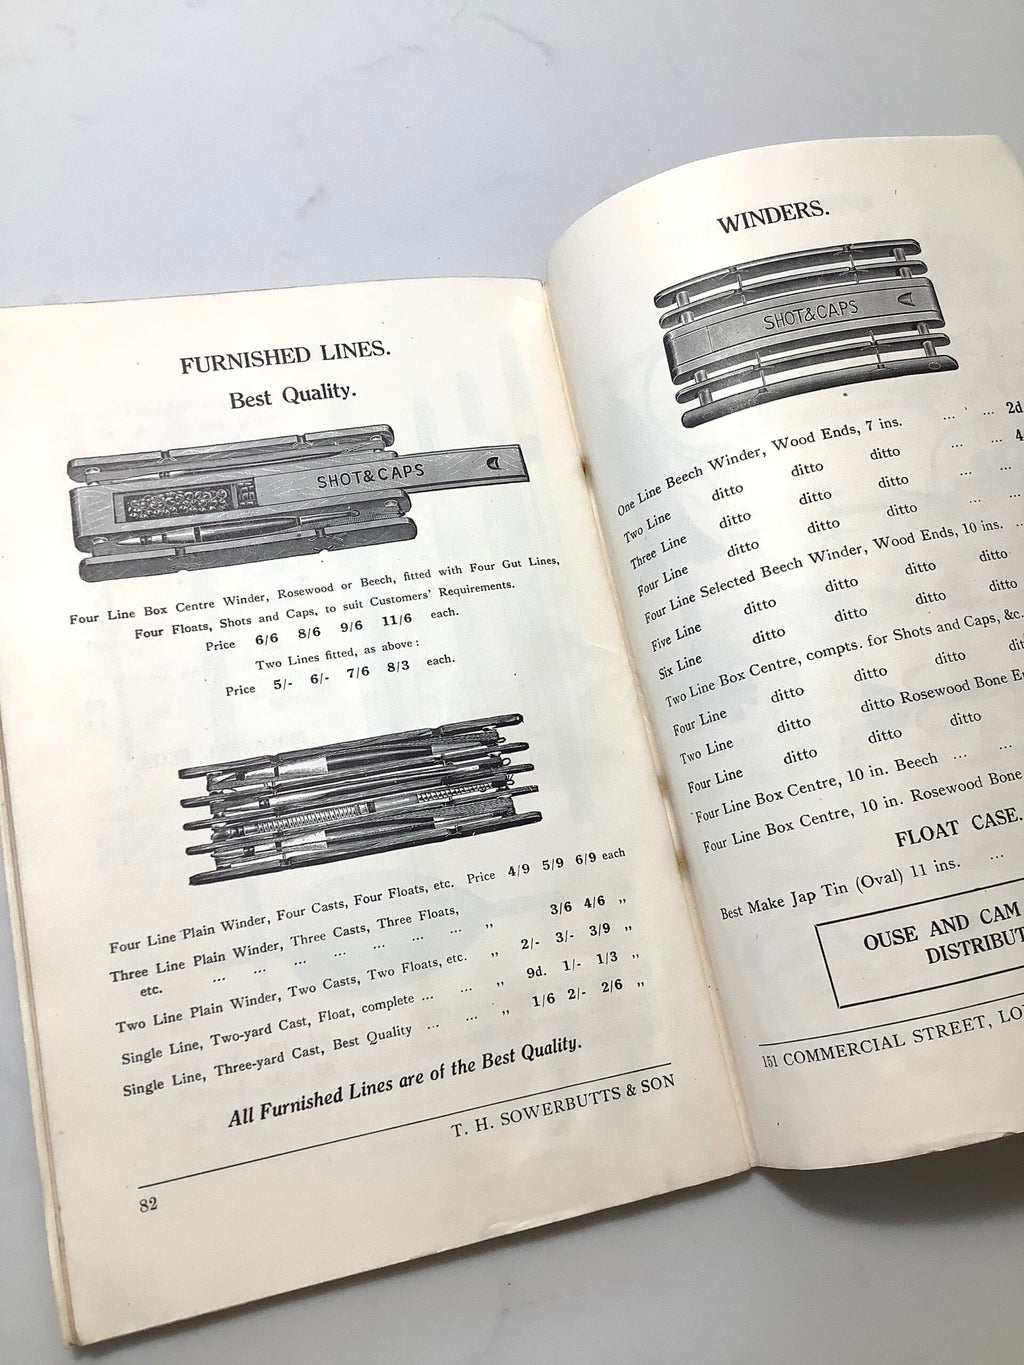 FURNISHED LINES.
Best Quality.
SHOT&CAPS
Four Line Box Centre Winder, Rosewood or Beech, fitted with Four Gut Lines,
Four Floats, Shots and Caps, to suit Customers' Requirements.
Price 6/6 8/6 9/6 11/6 each.
Two Lines fitted, as above:
Price 5/- 6/- 7/6 8/3 each.
Four Line Plain Winder, Four Casts, Four Floats, etc. Price 4/9 5/9 6/9 each
Three Line Plain Winder, Three Casts, Three Floats,
etc. ... ... ... ... ... ... „ 3/6 4/6 „
Two Line Plain Winder, Two Casts, Two Floats, etc. „ 2/- 3/- 3/9 „
Single Line, Two-yard Cast, Float, complete ... ... „ 9d. 1/- 1/3 „
Single Line, Three-yard Cast, Best Quality ... ... „ 1/6 2/- 2/6 „
All Furnished Lines are of the Best Quality.
T. H. SOWERBUTTS & SON
82
WINDERS.
SHOT&CAPS
One Line Beech Winder, Wood Ends, 7 ins. ... ... 2d
Two Line ditto ditto ditto ... ... 4
Three Line ditto ditto ditto ... ...
Four Line ditto ditto ditto ... ...
Four Line Selected Beech Winder, Wood Ends, 10 ins. ...
Five Line ditto ditto ditto ditto
Six Line ditto ditto ditto ditto
Two Line Box Centre, compts. for Shots and Caps, &c.
Four Line ditto ditto ditto
Two Line ditto ditto Rosewood Bone
Four Line ditto ditto ditto
Four Line Box Centre, 10 in. Beech ... ...
Four Line Box Centre, 10 in. Rosewood Bone
FLOAT CASE.
Best Make Jap Tin (Oval) 11 ins. ...
OUSE AND CAM
DISTRIBUT
151 COMMERCIAL STREET, LO